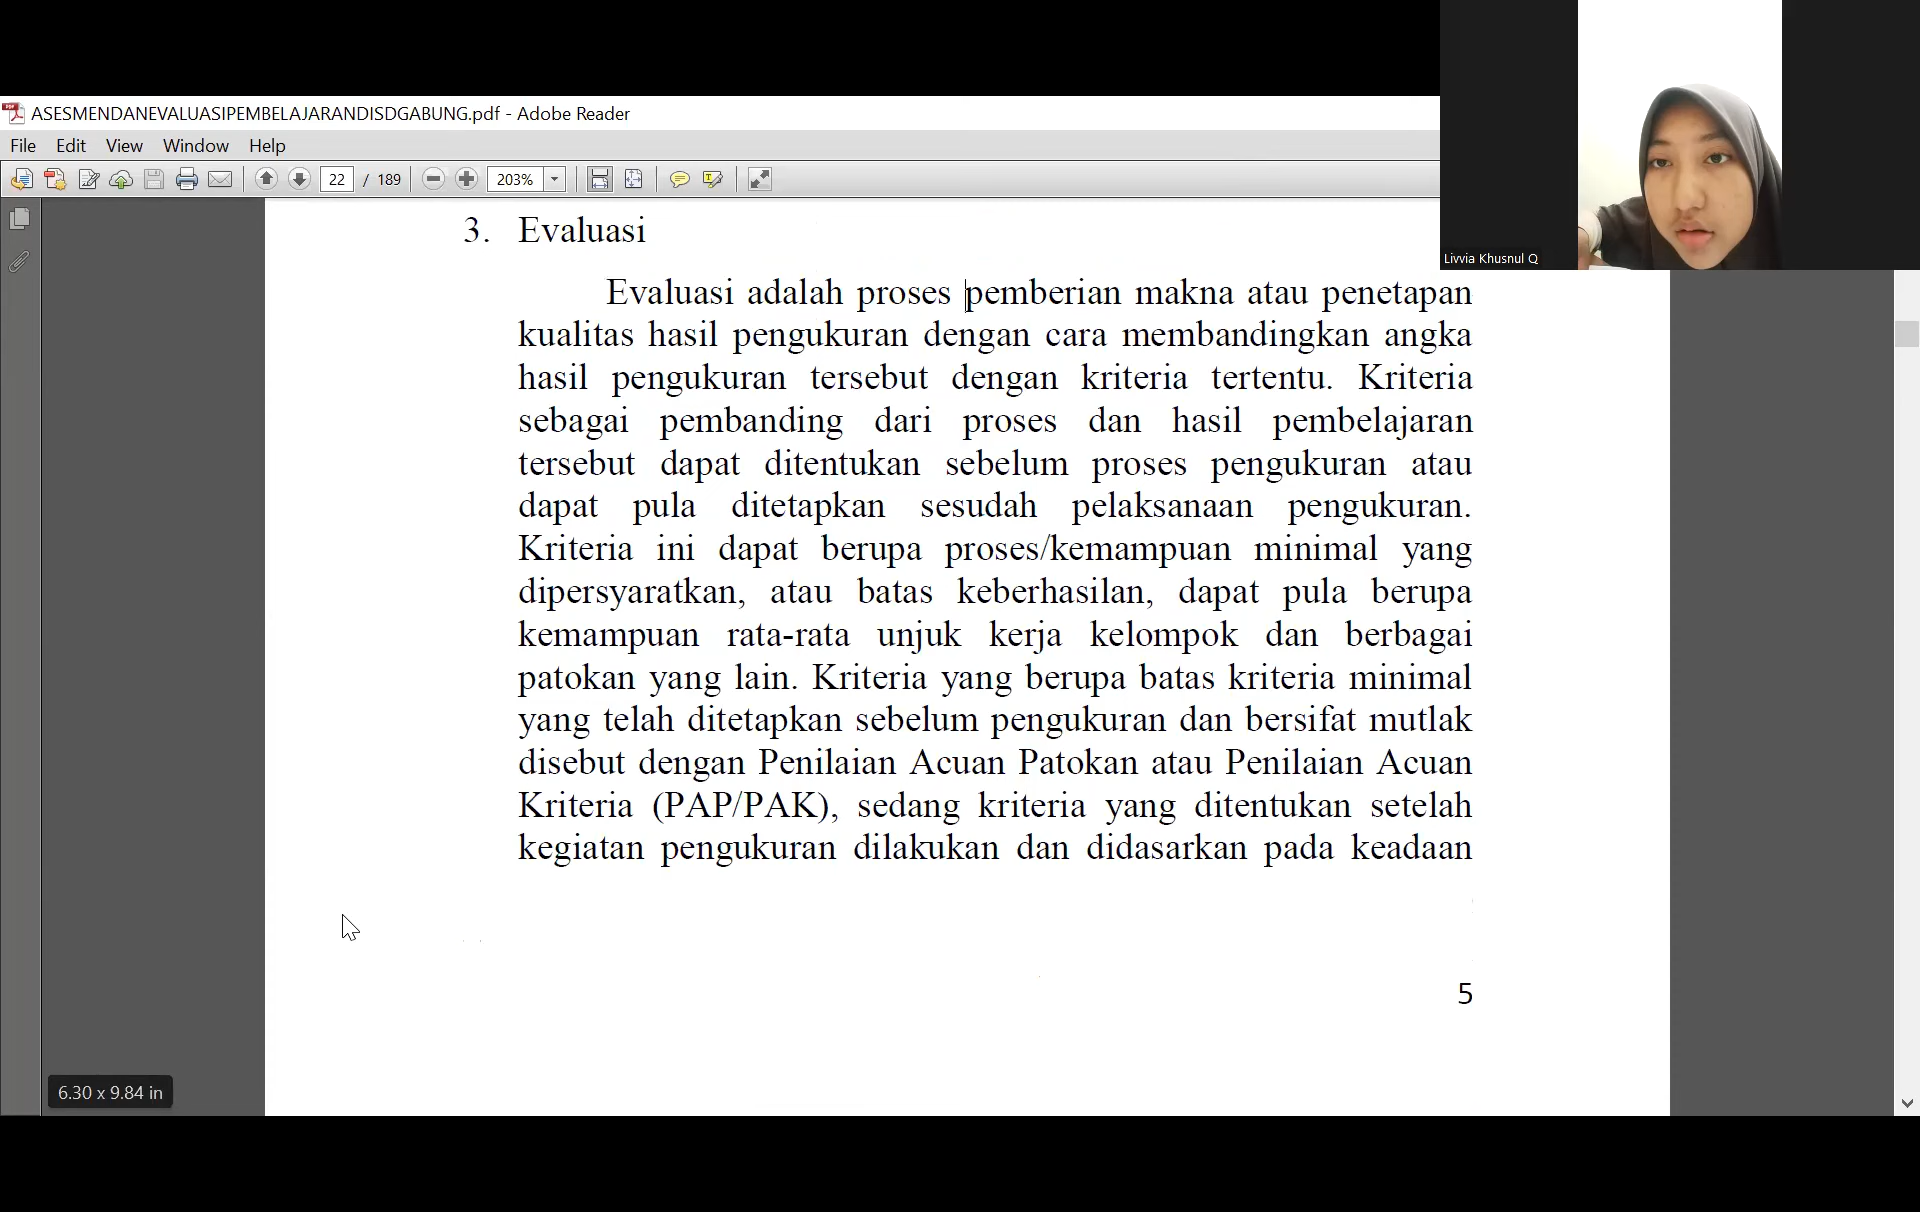 ASESMENDANEVALUASIPEMBELAJARANDISDGABUNG.pdf - Adobe Reader
File Edit View Window Help
22 / 189 203%
Livvia Khusnul Q
3. Evaluasi
Evaluasi adalah proses pemberian makna atau penetapan
kualitas hasil pengukuran dengan cara membandingkan angka
hasil pengukuran tersebut dengan kriteria tertentu. Kriteria
sebagai pembanding dari proses dan hasil pembelajaran
tersebut dapat ditentukan sebelum proses pengukuran atau
dapat pula ditetapkan sesudah pelaksanaan pengukuran.
Kriteria ini dapat berupa proses/kemampuan minimal yang
dipersyaratkan, atau batas keberhasilan, dapat pula berupa
kemampuan rata-rata unjuk kerja kelompok dan berbagai
patokan yang lain. Kriteria yang berupa batas kriteria minimal
yang telah ditetapkan sebelum pengukuran dan bersifat mutlak
disebut dengan Penilaian Acuan Patokan atau Penilaian Acuan
Kriteria (PAP/PAK), sedang kriteria yang ditentukan setelah
kegiatan pengukuran dilakukan dan didasarkan pada keadaan
5
6.30 x 9.84 in